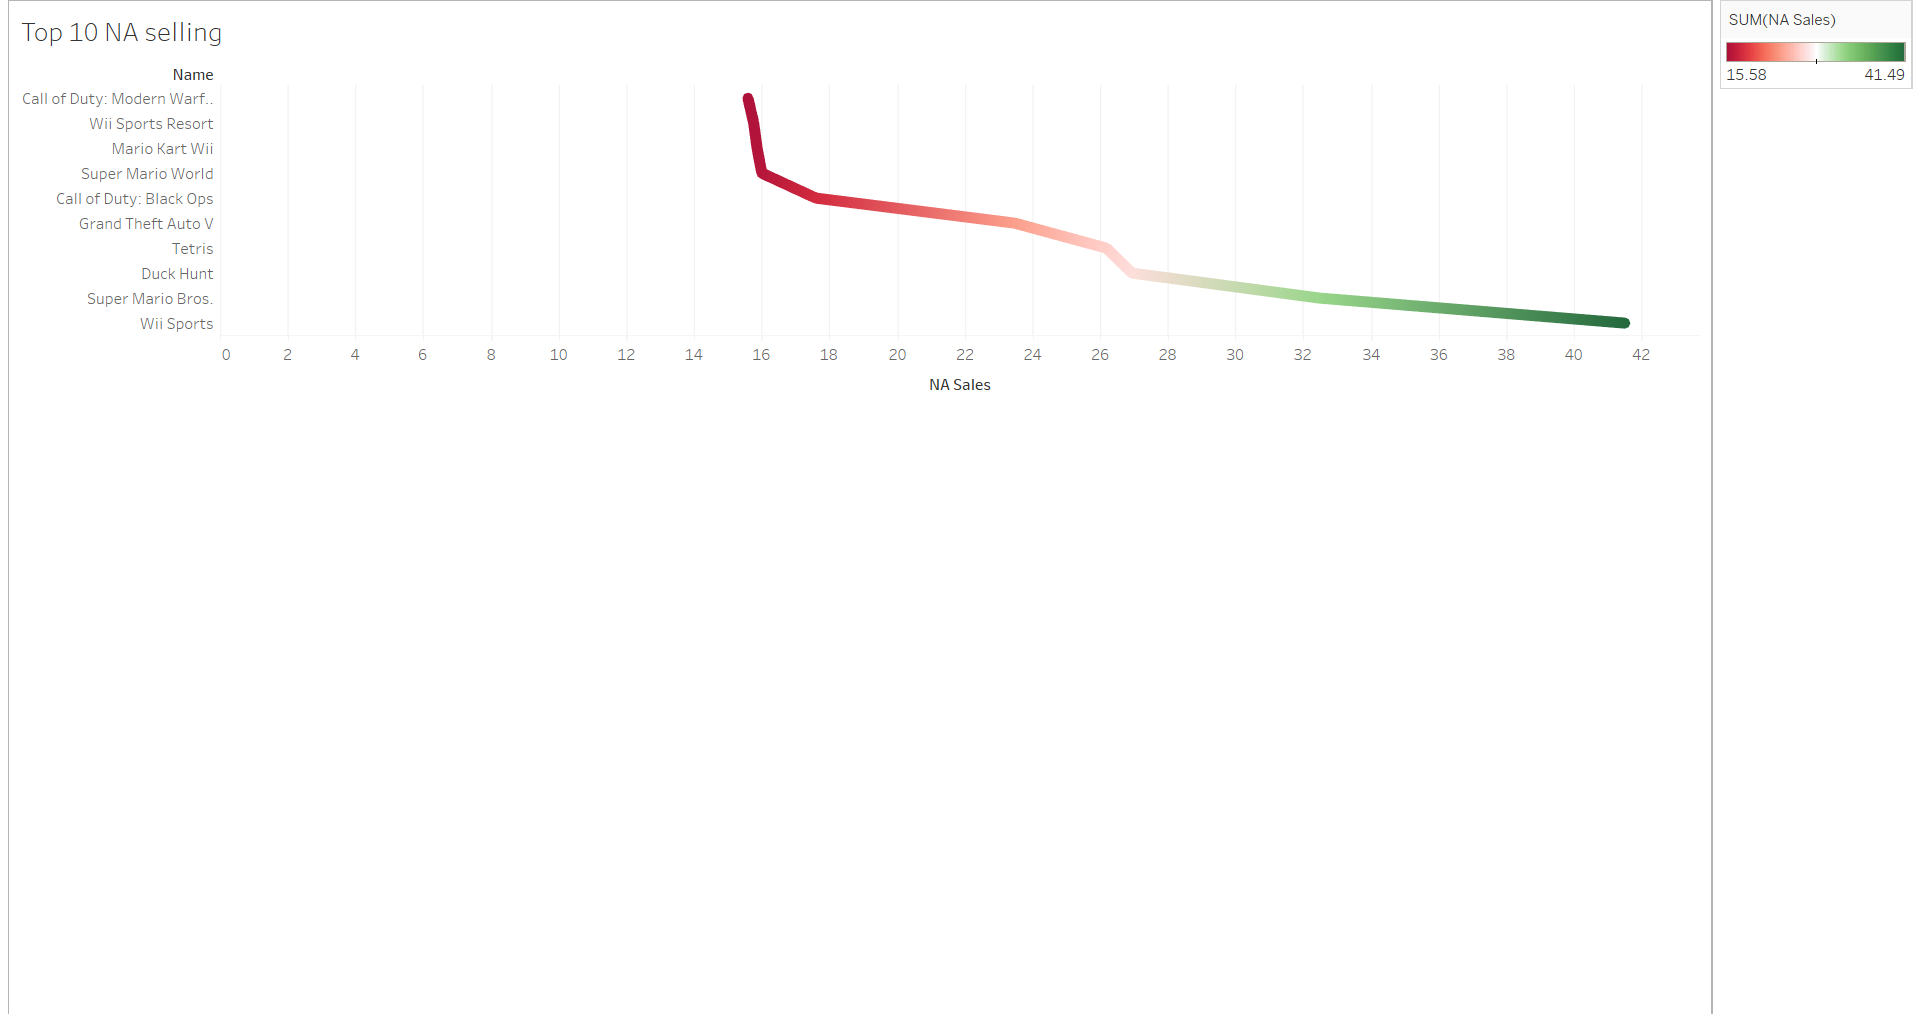 Top 10 NA selling
Name
Call of Duty: Modern Warf..
Wii Sports Resort
Mario Kart Wii
Super Mario World
Call of Duty: Black Ops
Grand Theft Auto V
Tetris
Duck Hunt
Super Mario Bros.
Wii Sports
0 2 4 6 8 10 12 14 16 18 20 22 24 26 28 30 32 34 36 38 40 42
NA Sales
SUM(NA Sales)
15.58 41.49